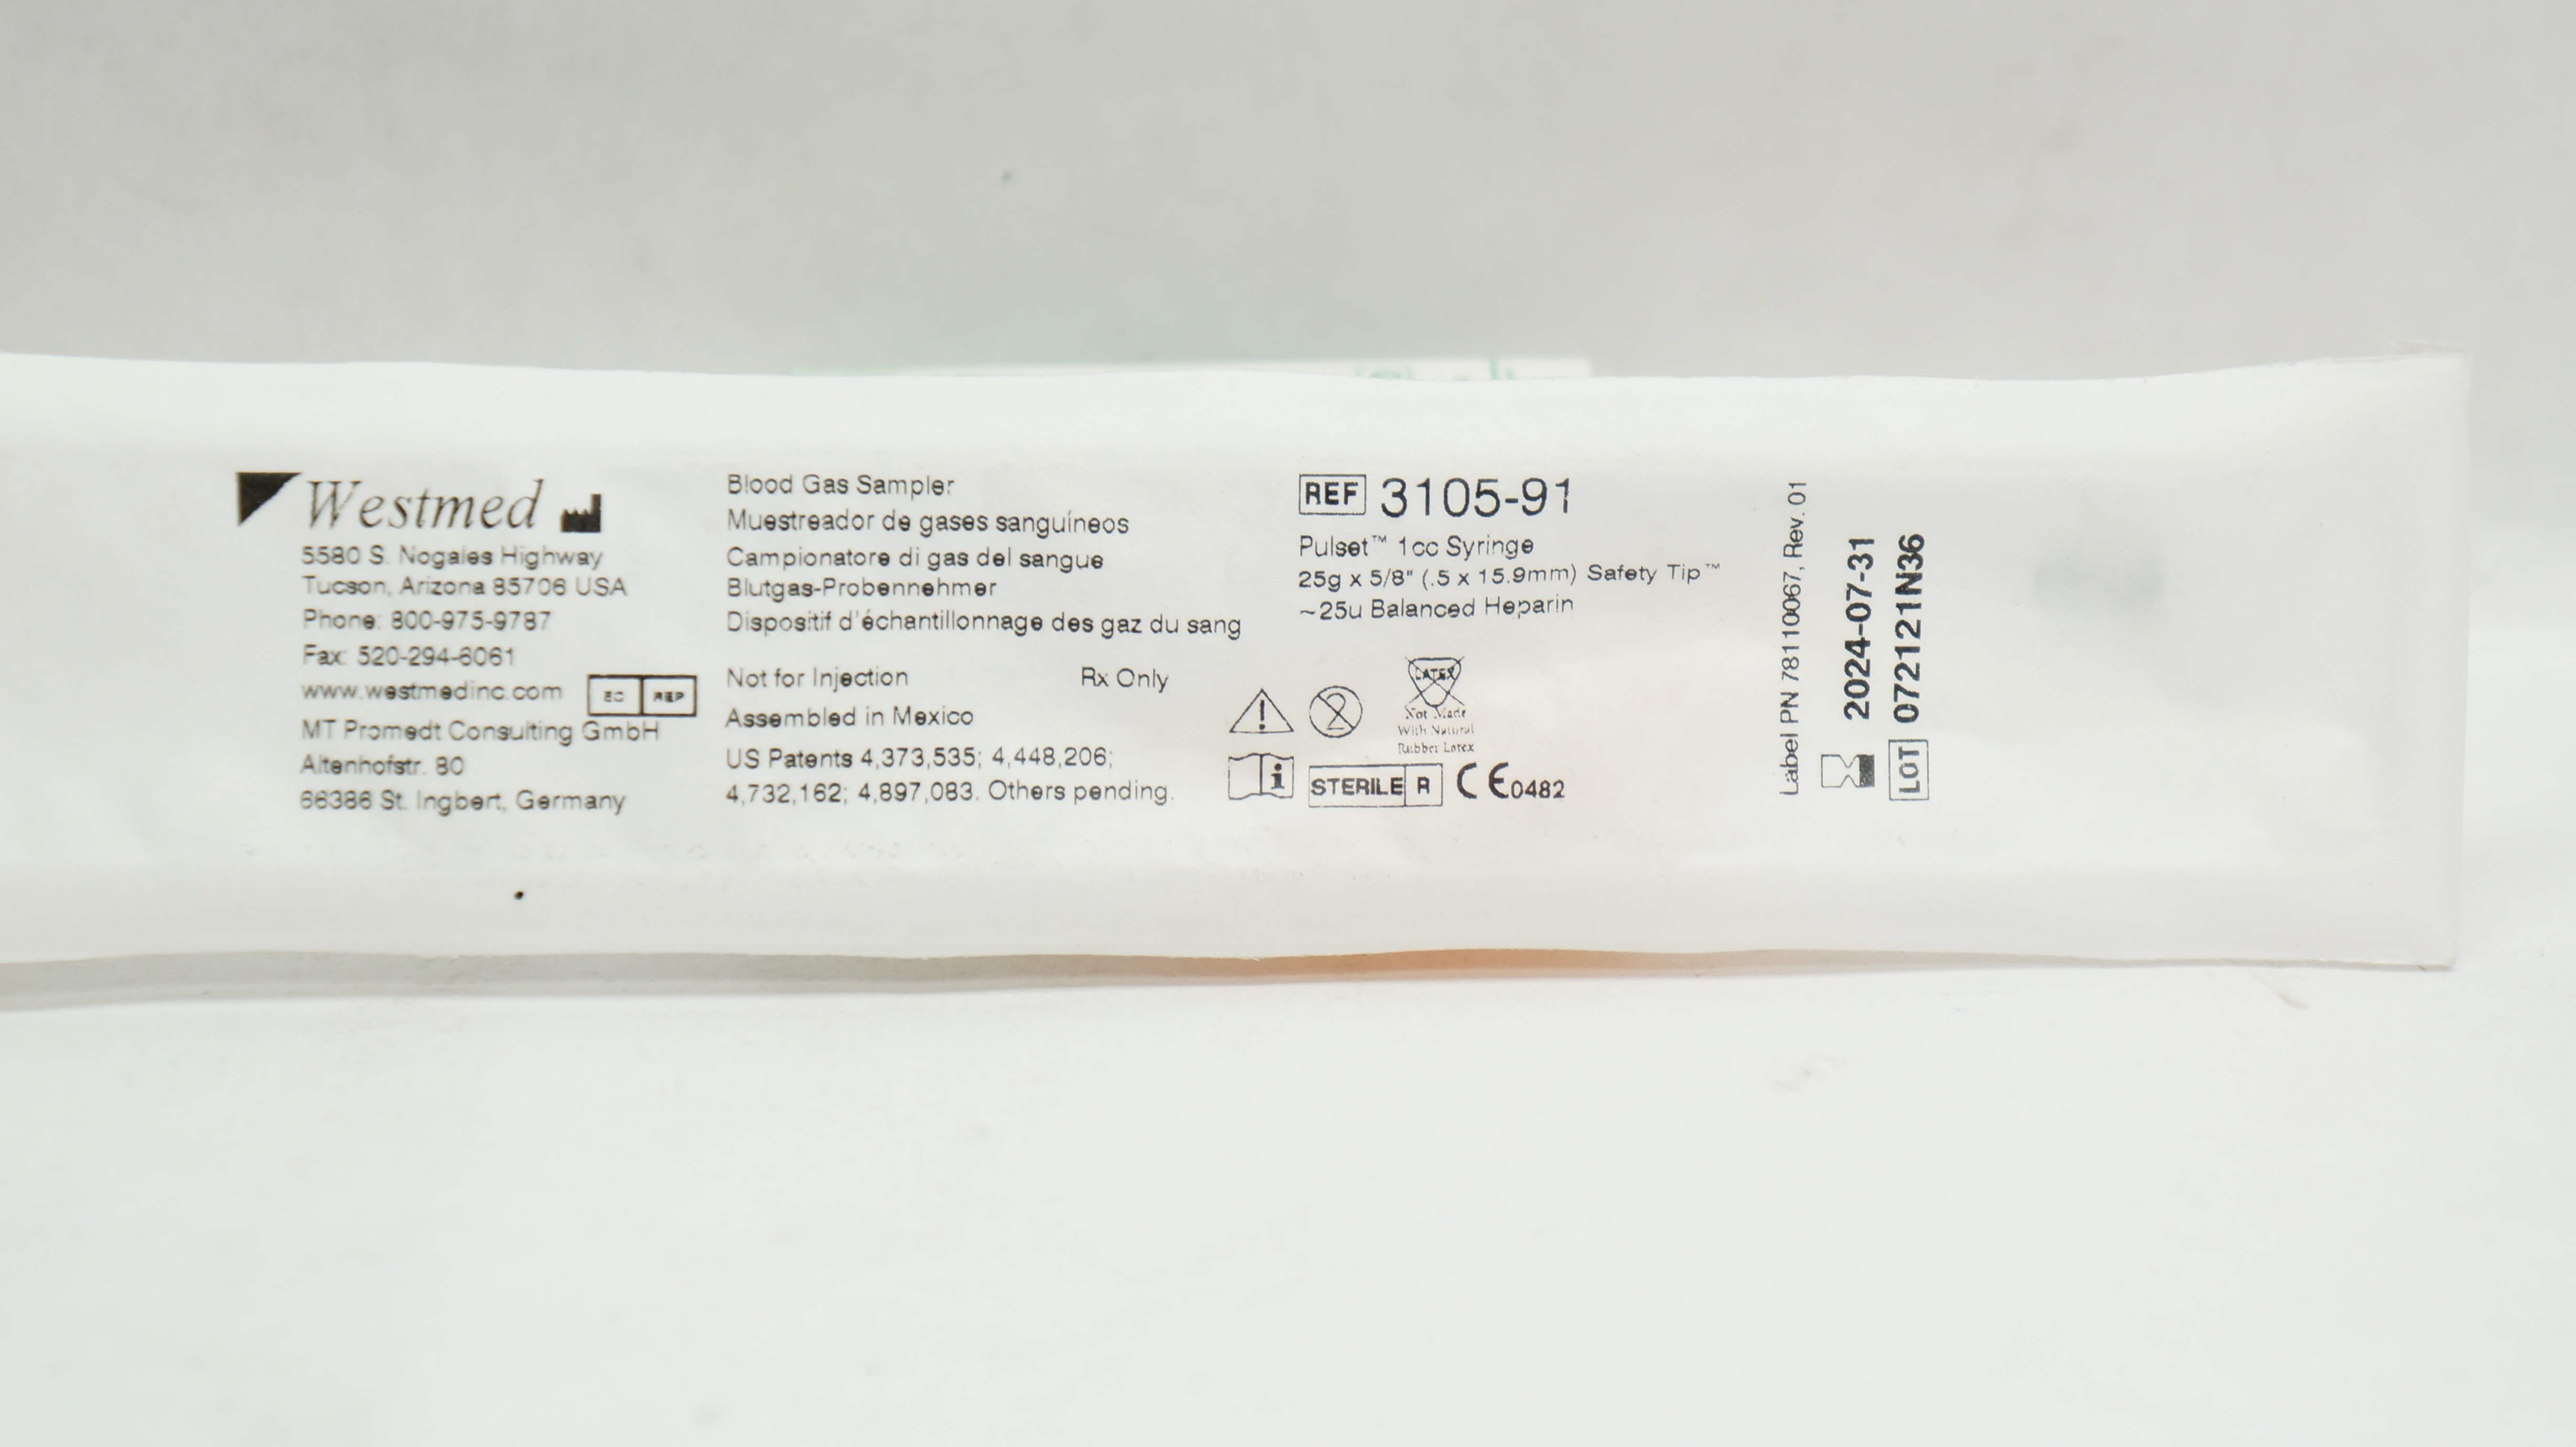 Westmed
5580 S. Nogales Highway
Tucson, Arizona 85706 USA
Phone: 800-975-9787
Fax: 520-294-6061
www.westmedinc.com
EC REP
MT Promedt Consulting GmbH
Altenhofstr. 80
66386 St. Ingbert, Germany
Blood Gas Sampler
Muestreador de gases sanguíneos
Campionatore di gas del sangue
Blutgas-Probennehmer
Dispositif d'échantillonnage des gaz du sang
Not for Injection Rx Only
Assembled in Mexico
US Patents 4,373,535; 4,448,206;
4,732,162; 4,897,083. Others pending.
REF 3105-91
Pulset™ 1cc Syringe
25g x 5/8" (.5 x 15.9mm) Safety Tip™
~25u Balanced Heparin
2
LATEX
Not Made
With Natural
Rubber Latex
i
STERILE R CE0482
Label PN 78110067, Rev. 01
2024-07-31
LOT 072121N36